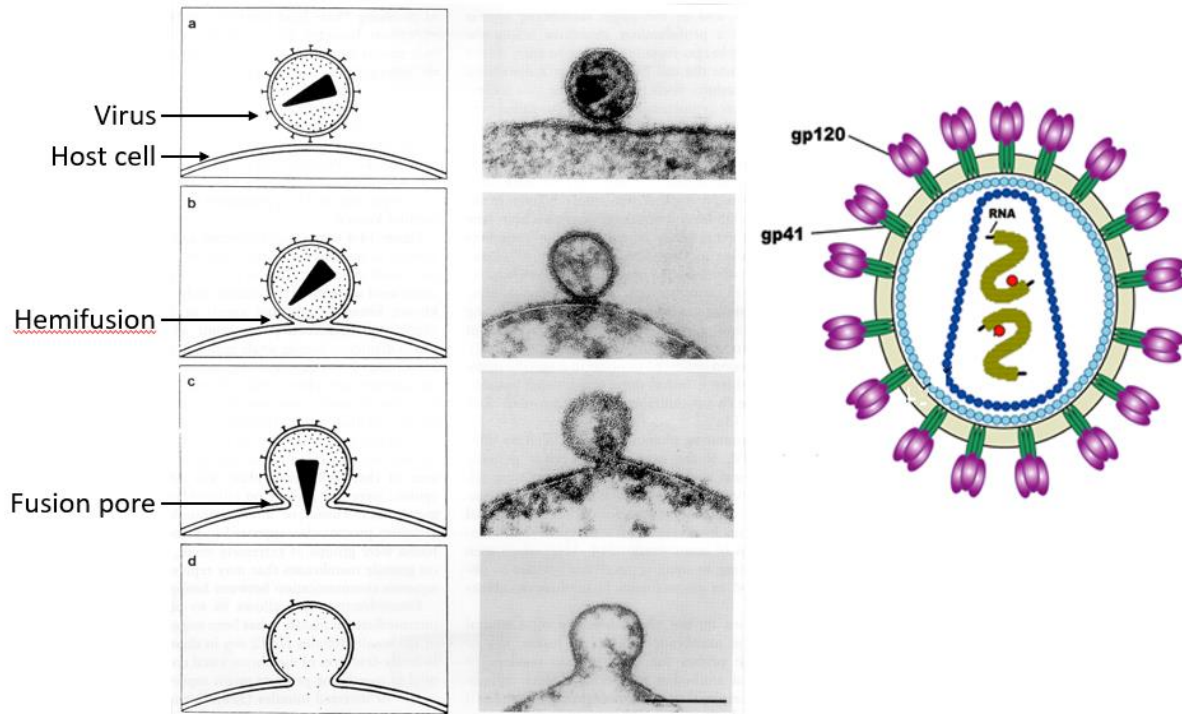 a
Virus
Host cell
b
Hemifusion
c
Fusion pore
d
gp120
gp41
RNA